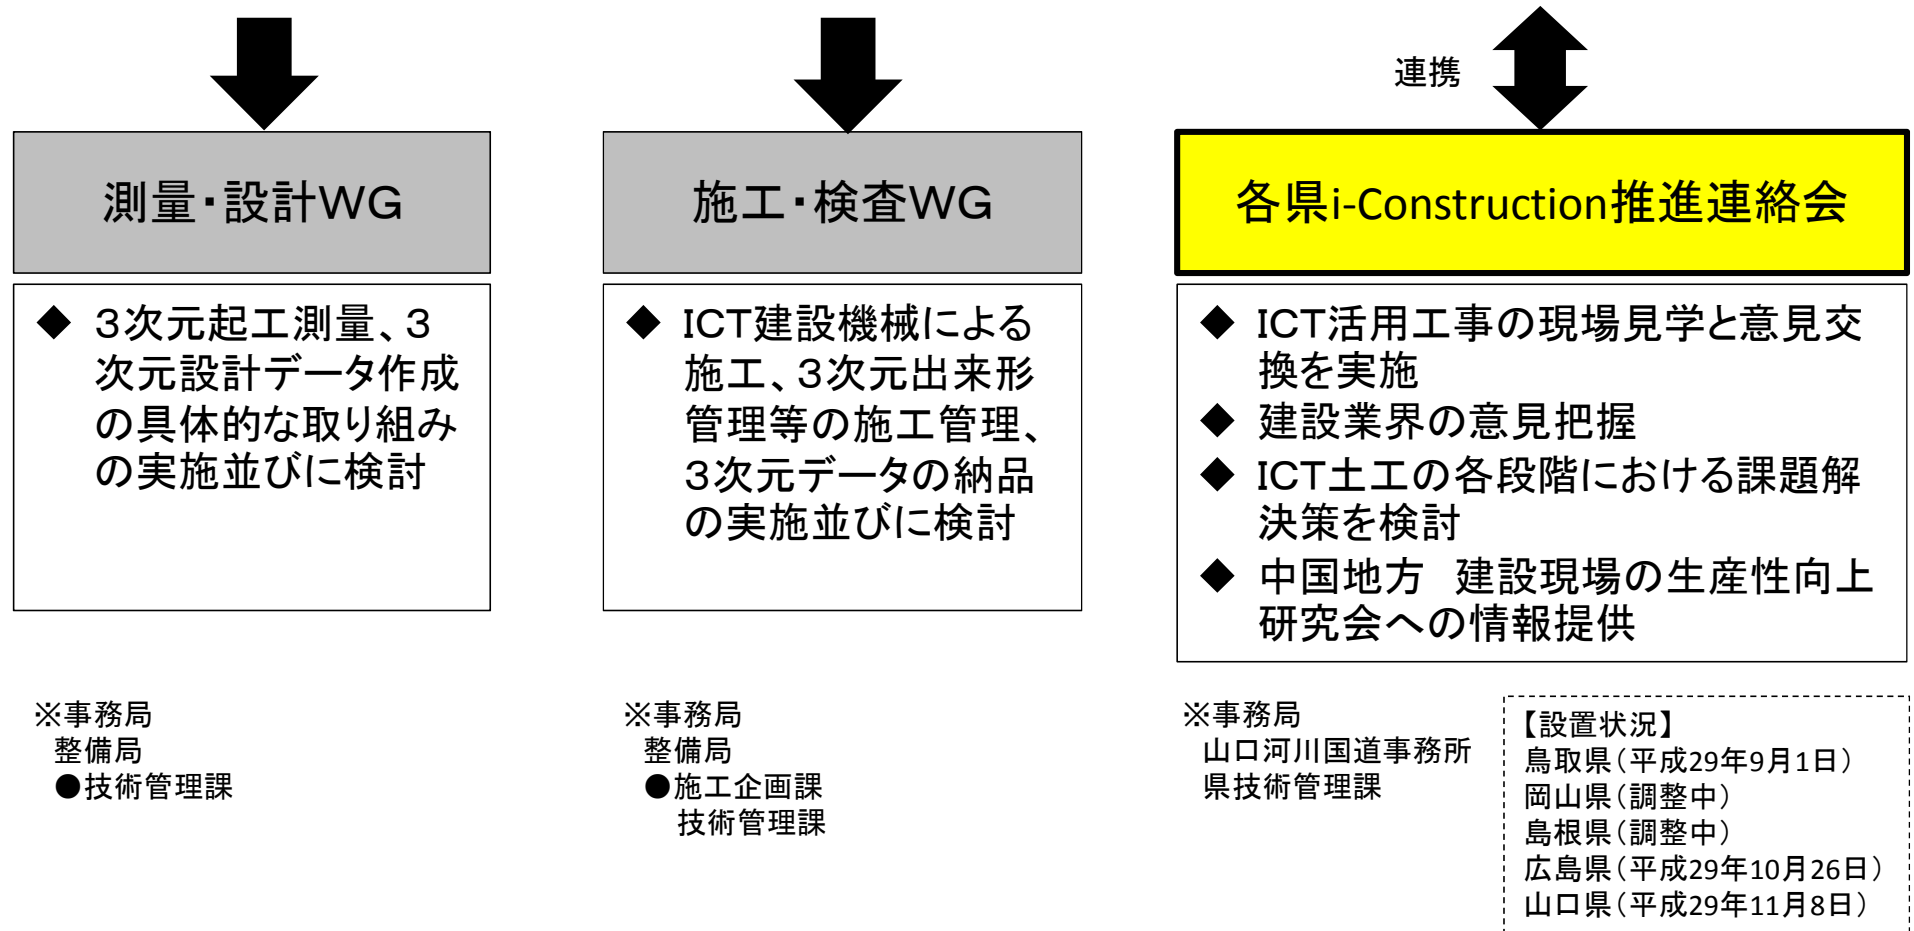 連携
測量・設計WG
◆ 3次元起工測量、3
次元設計データ作成
の具体的な取り組み
の実施並びに検討
※事務局
整備局
●技術管理課
施工・検査WG
◆ ICT建設機械による
施工、3次元出来形
管理等の施工管理、
3次元データの納品
の実施並びに検討
※事務局
整備局
●施工企画課
技術管理課
各県i-Construction推進連絡会
◆ ICT活用工事の現場見学と意見交
換を実施
◆ 建設業界の意見把握
◆ ICT土工の各段階における課題解
決策を検討
◆ 中国地方　建設現場の生産性向上
研究会への情報提供
※事務局
山口河川国道事務所
県技術管理課
【設置状況】
鳥取県(平成29年9月1日)
岡山県(調整中)
島根県(調整中)
広島県(平成29年10月26日)
山口県(平成29年11月8日)